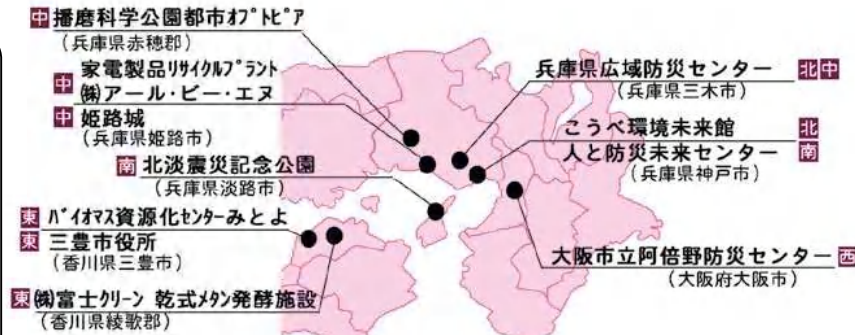 中 播磨科学公園都市オプトピア
（兵庫県赤穂郡）
中 家電製品リサイクルプラント
㈱アール・ビー・エヌ
中 姫路城
（兵庫県姫路市）
南 北淡震災記念公園
（兵庫県淡路市）
東 バイオマス資源化センターみとよ
東 三豊市役所
（香川県三豊市）
東 ㈱富士クリーン 乾式メタン発酵施設
（香川県綾歌郡）
兵庫県広域防災センター 北 中
（兵庫県三木市）
こうべ環境未来館 北
人と防災未来センター 南
（兵庫県神戸市）
大阪市立阿倍野防災センター 西
（大阪府大阪市）